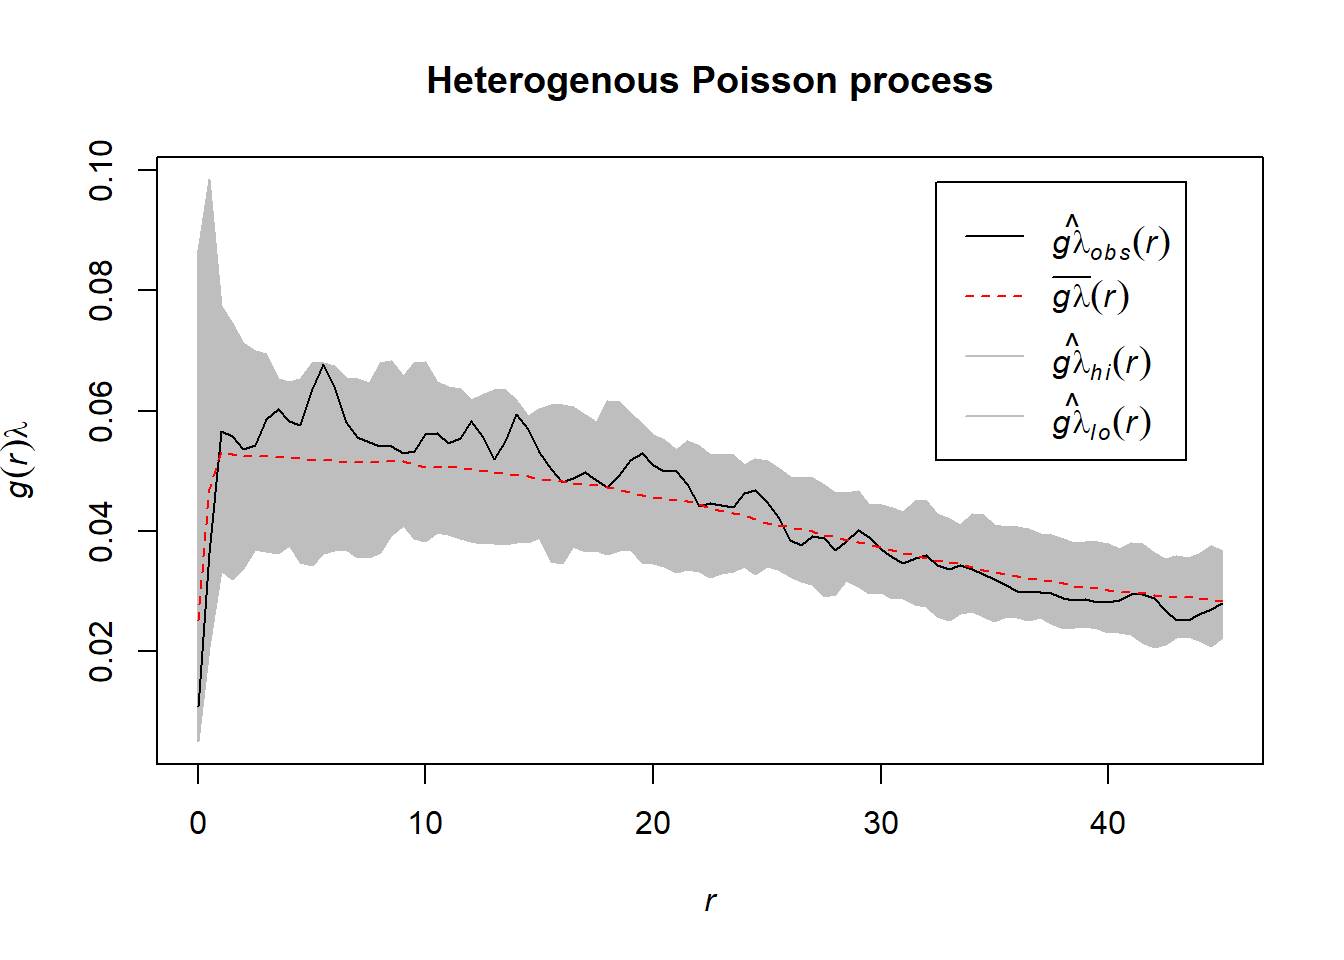 Heterogenous Poisson process
g(r)λ
0.10
0.08
0.06
0.04
0.02
ĝλ_obs(r)
g̅λ̅(r)
ĝλ_hi(r)
ĝλ_lo(r)
0 10 20 30 40
r